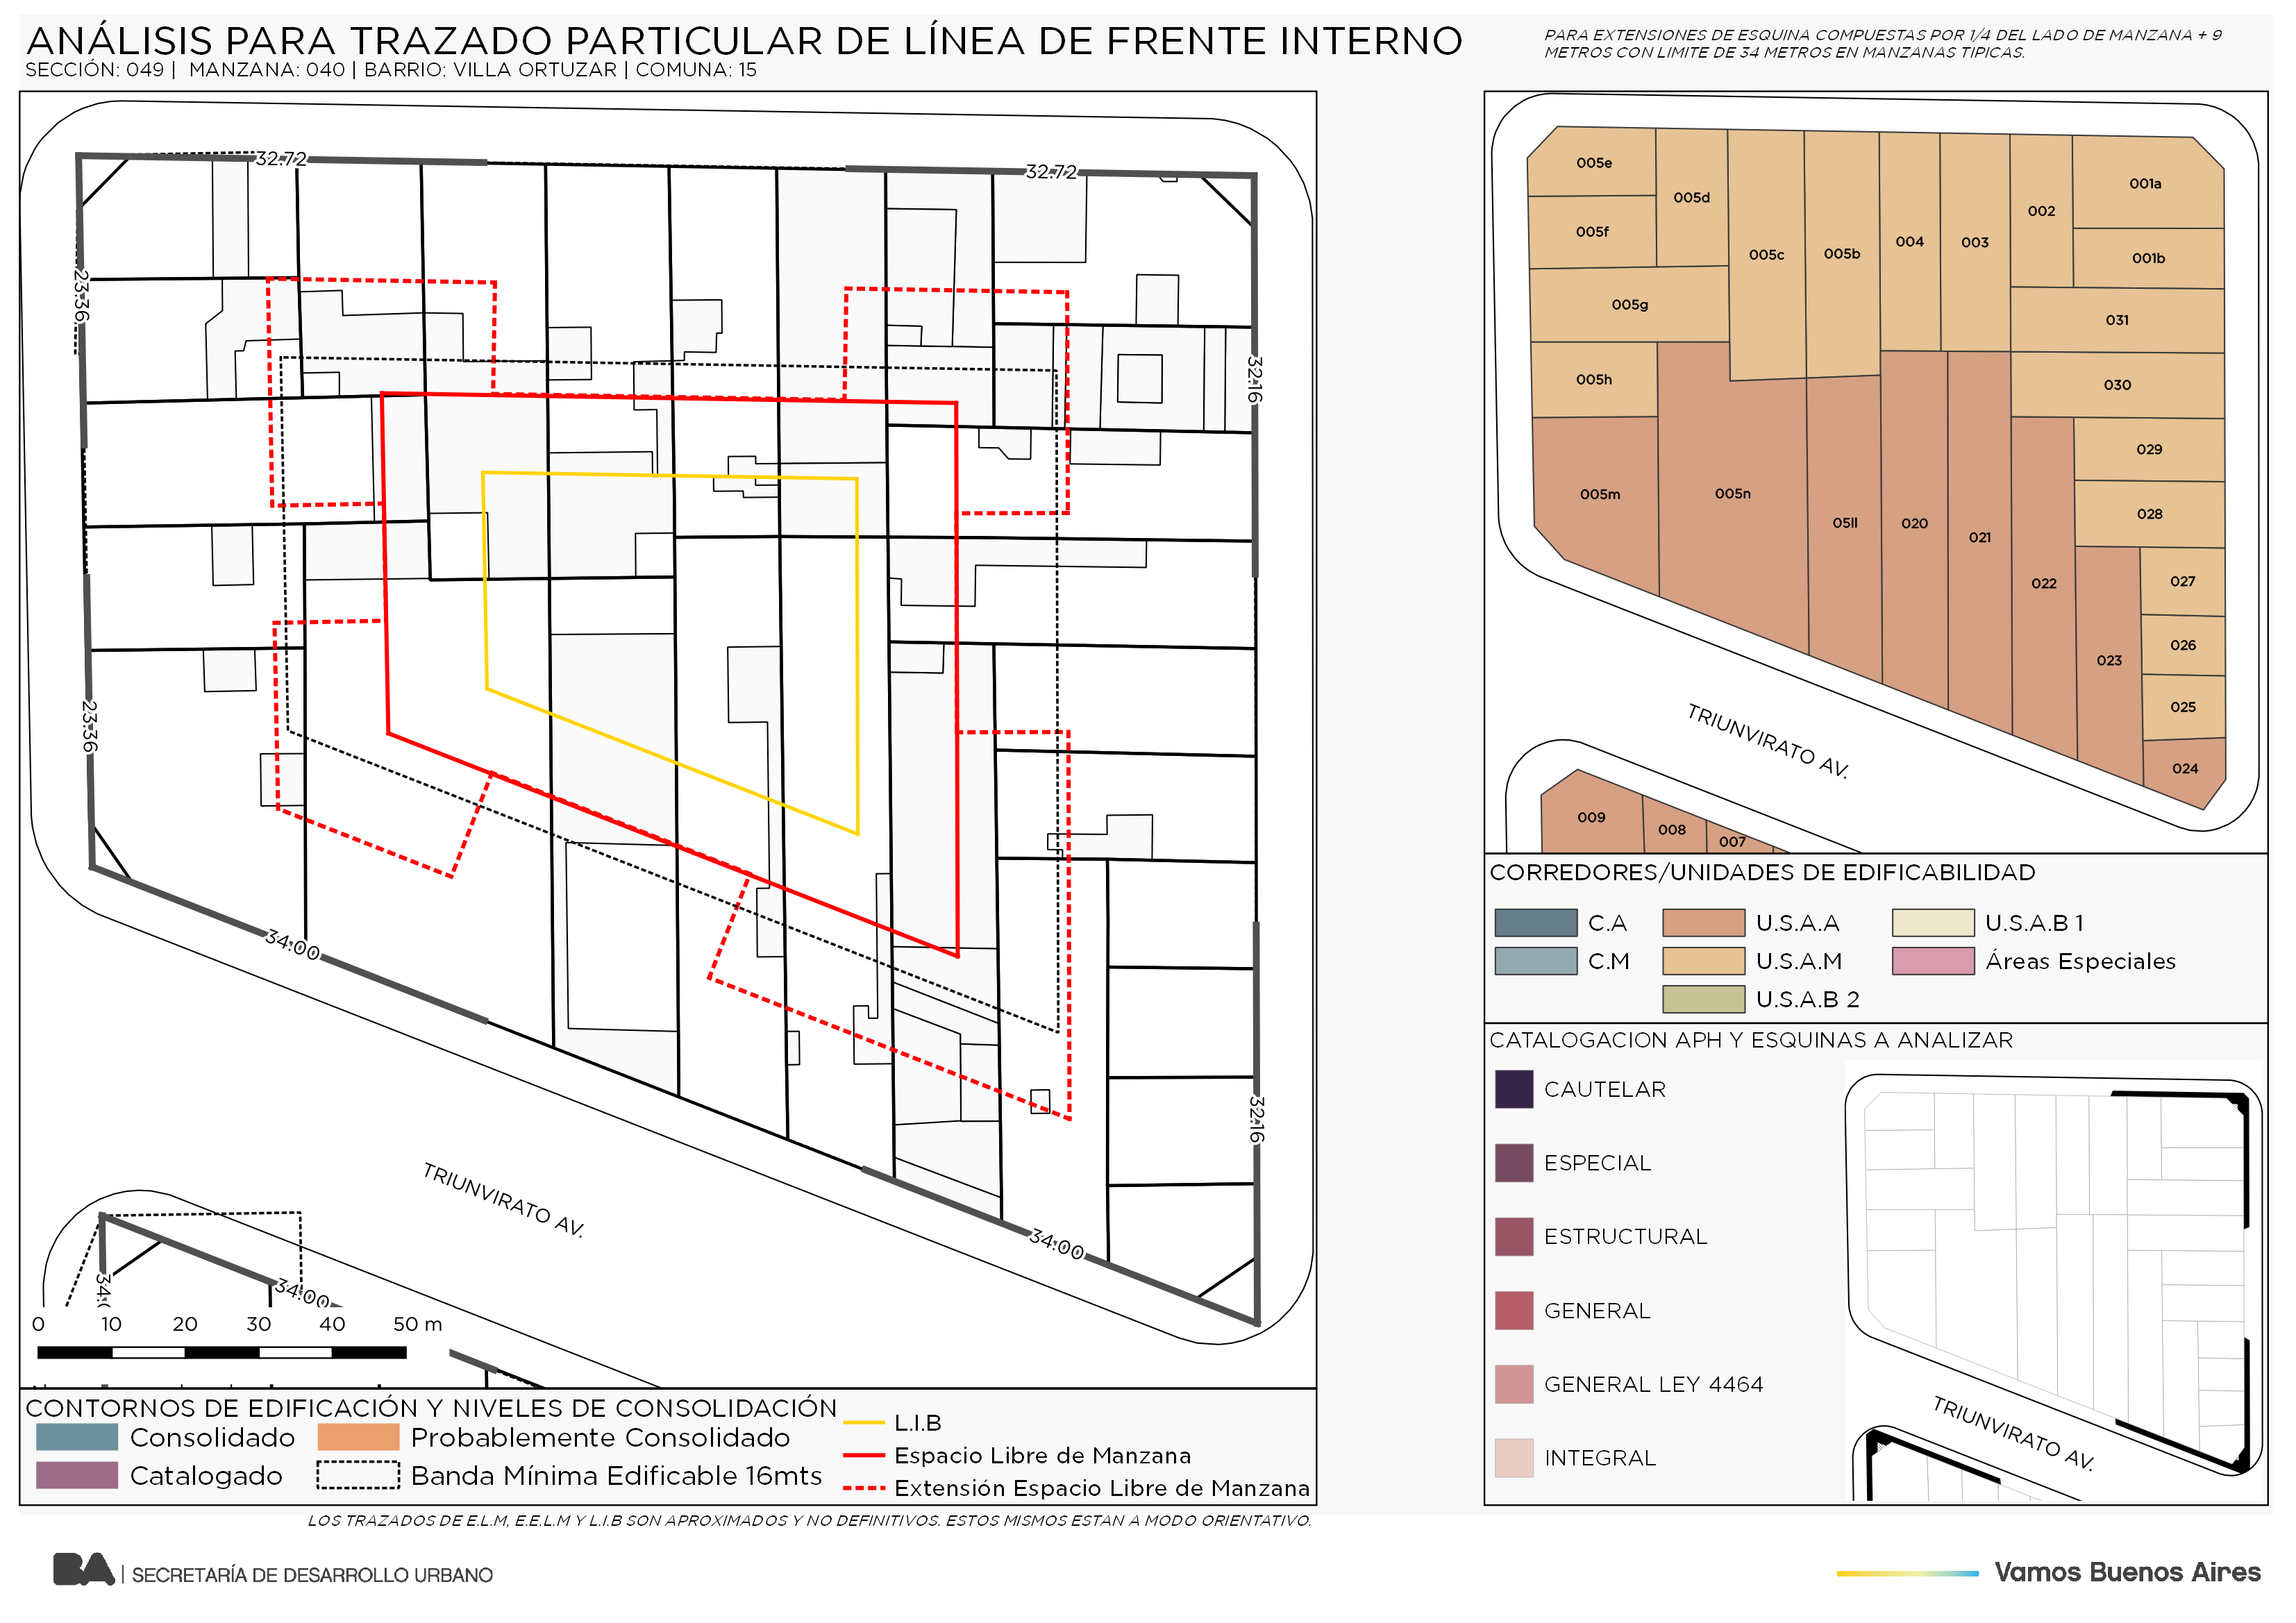 ANÁLISIS PARA TRAZADO PARTICULAR DE LÍNEA DE FRENTE INTERNO
SECCIÓN: 049 | MANZANA: 040 | BARRIO: VILLA ORTUZAR | COMUNA: 15
PARA EXTENSIONES DE ESQUINA COMPUESTAS POR 1/4 DEL LADO DE MANZANA + 9
METROS CON LIMITE DE 34 METROS EN MANZANAS TIPICAS.
32.72
32.72
23.36
32.16
23.36
34.00
32.16
34.00
TRIUNVIRATO AV.
34.00
0 10 20 30 40 50 m
CONTORNOS DE EDIFICACIÓN Y NIVELES DE CONSOLIDACIÓN
Consolidado
Probablemente Consolidado
Catalogado
Banda Mínima Edificable 16mts
L.I.B
Espacio Libre de Manzana
Extensión Espacio Libre de Manzana
LOS TRAZADOS DE E.L.M, E.E.L.M Y L.I.B SON APROXIMADOS Y NO DEFINITIVOS. ESTOS MISMOS ESTAN A MODO ORIENTATIVO.
005e
005d
001a
002
005f
004
003
005c
005b
001b
005g
031
005h
030
029
005m
005n
028
05ll
020
021
027
022
026
023
025
024
TRIUNVIRATO AV.
009
008
007
CORREDORES/UNIDADES DE EDIFICABILIDAD
C.A
U.S.A.A
U.S.A.B 1
C.M
U.S.A.M
Áreas Especiales
U.S.A.B 2
CATALOGACION APH Y ESQUINAS A ANALIZAR
CAUTELAR
ESPECIAL
ESTRUCTURAL
GENERAL
GENERAL LEY 4464
INTEGRAL
TRIUNVIRATO AV.
BA | SECRETARÍA DE DESARROLLO URBANO
Vamos Buenos Aires